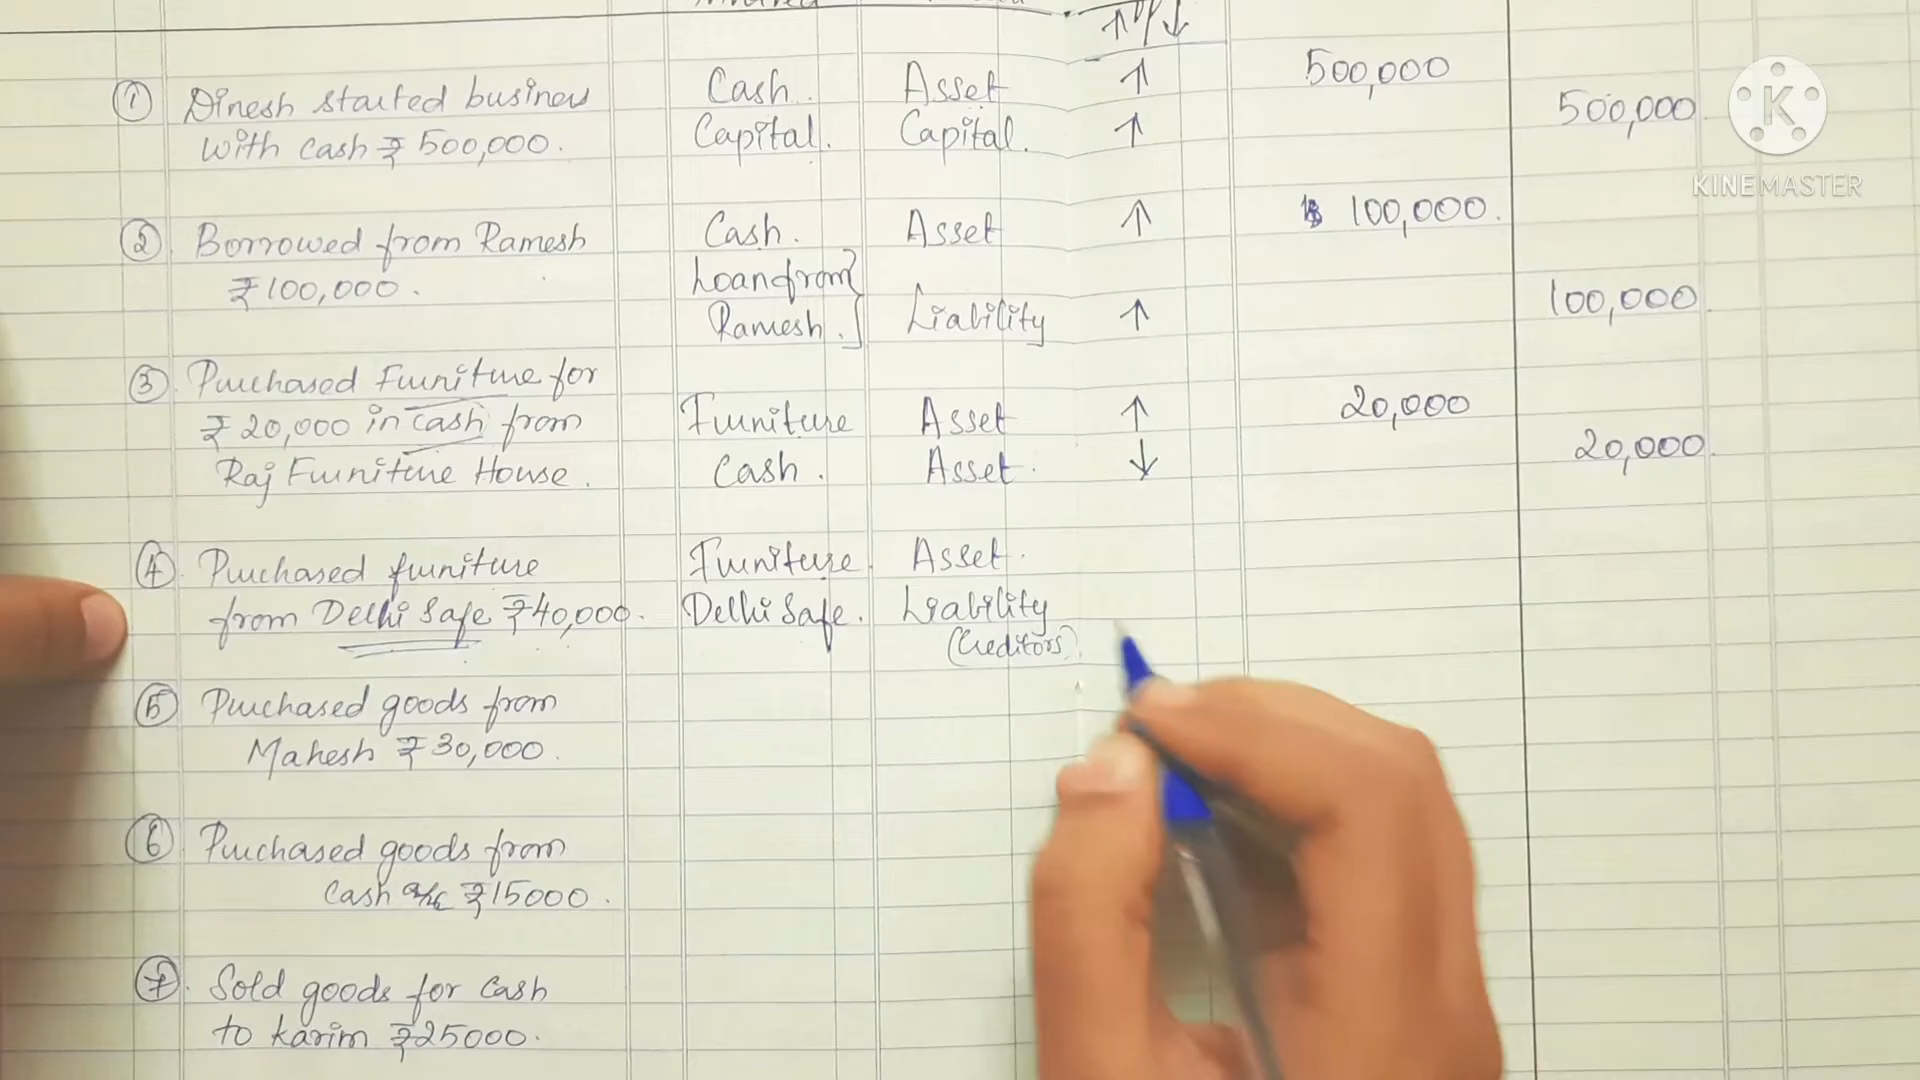 ↑ or/ ↓
① Dinesh started business Cash. Asset ↑ 500,000
with cash ₹ 500,000. Capital. Capital. ↑ 500,000
② Borrowed from Ramesh Cash. Asset ↑ 100,000.
₹100,000. Loan from
Ramesh. Liability ↑ 100,000
③ Purchased Furniture for
₹ 20,000 in cash from Furniture Asset ↑ 20,000
Raj Furniture House. Cash. Asset. ↓ 20,000
④ Purchased furniture Furniture Asset.
from Delhi Safe ₹40,000. Delhi Safe. Liability
(Creditors)
⑤ Purchased goods from
Mahesh ₹30,000.
⑥ Purchased goods from
Cash a/c ₹15000.
⑦. Sold goods for cash
to Karim ₹25000.
K
KINEMASTER